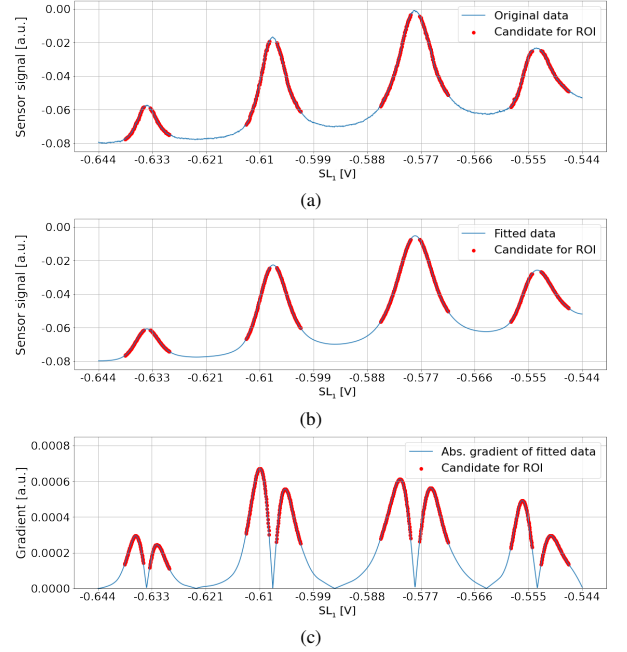 0.00
-0.02
-0.04
-0.06
-0.08
Sensor signal [a.u.]
Original data
Candidate for ROI
-0.644 -0.633 -0.621 -0.61 -0.599 -0.588 -0.577 -0.566 -0.555 -0.544
SL1 [V]
(a)
0.00
-0.02
-0.04
-0.06
-0.08
Sensor signal [a.u.]
Fitted data
Candidate for ROI
-0.644 -0.633 -0.621 -0.61 -0.599 -0.588 -0.577 -0.566 -0.555 -0.544
SL1 [V]
(b)
0.0008
0.0006
0.0004
0.0002
0.0000
Gradient [a.u.]
Abs. gradient of fitted data
Candidate for ROI
-0.644 -0.633 -0.621 -0.61 -0.599 -0.588 -0.577 -0.566 -0.555 -0.544
SL1 [V]
(c)